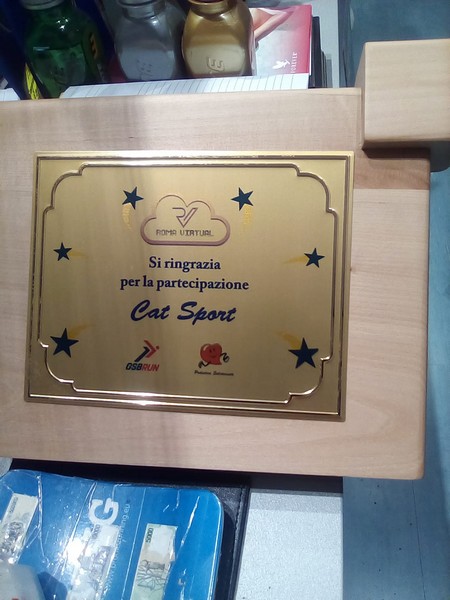 ROMA VIRTUAL
Si ringrazia
per la partecipazione
Cat Sport
GSBRUN
G